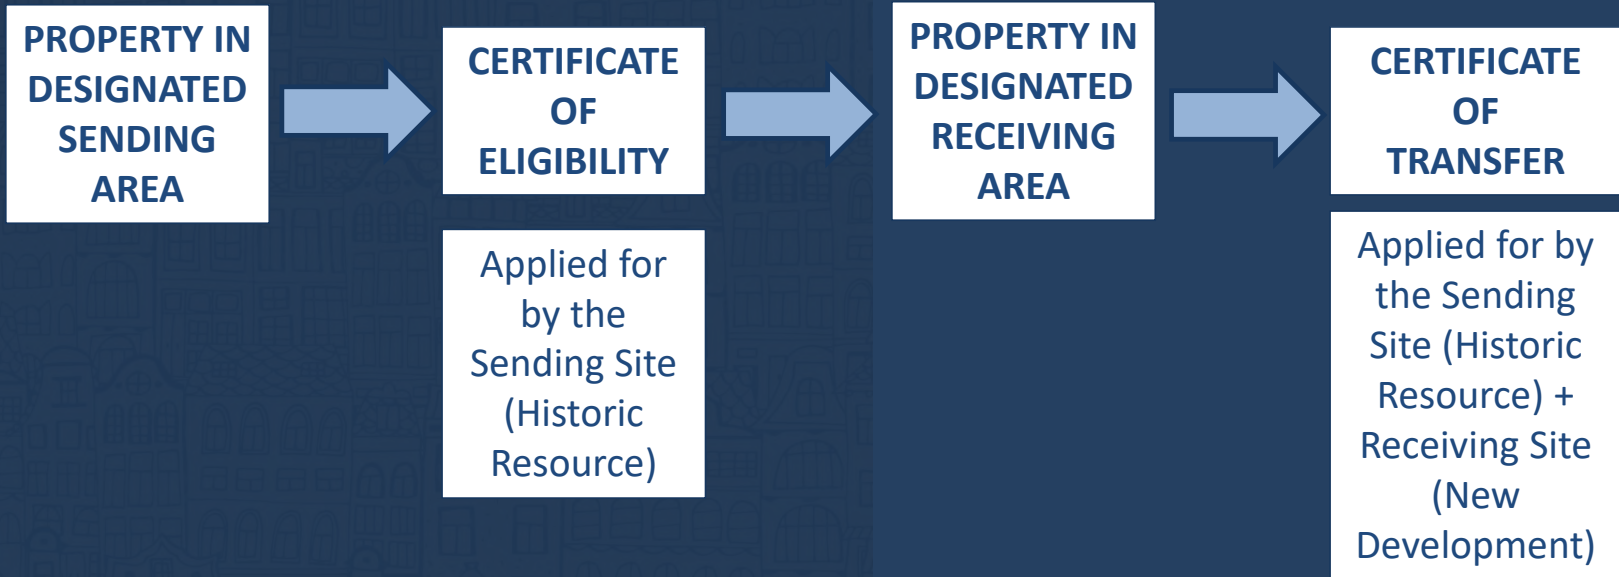 PROPERTY IN
DESIGNATED
SENDING
AREA
CERTIFICATE
OF
ELIGIBILITY
Applied for
by the
Sending Site
(Historic
Resource)
PROPERTY IN
DESIGNATED
RECEIVING
AREA
CERTIFICATE
OF
TRANSFER
Applied for by
the Sending
Site (Historic
Resource) +
Receiving Site
(New
Development)